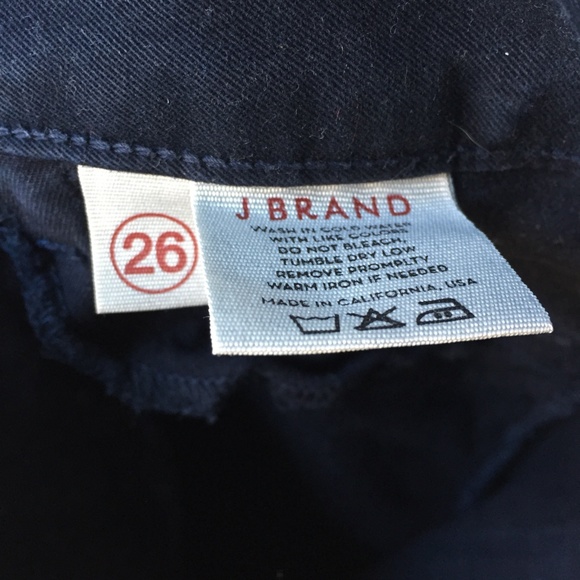 26
J BRAND
WASH IN COLD WATER
WITH LIKE COLORS
DO NOT BLEACH,
TUMBLE DRY LOW
REMOVE PROMPTLY
WARM IRON IF NEEDED
MADE IN CALIFORNIA, USA